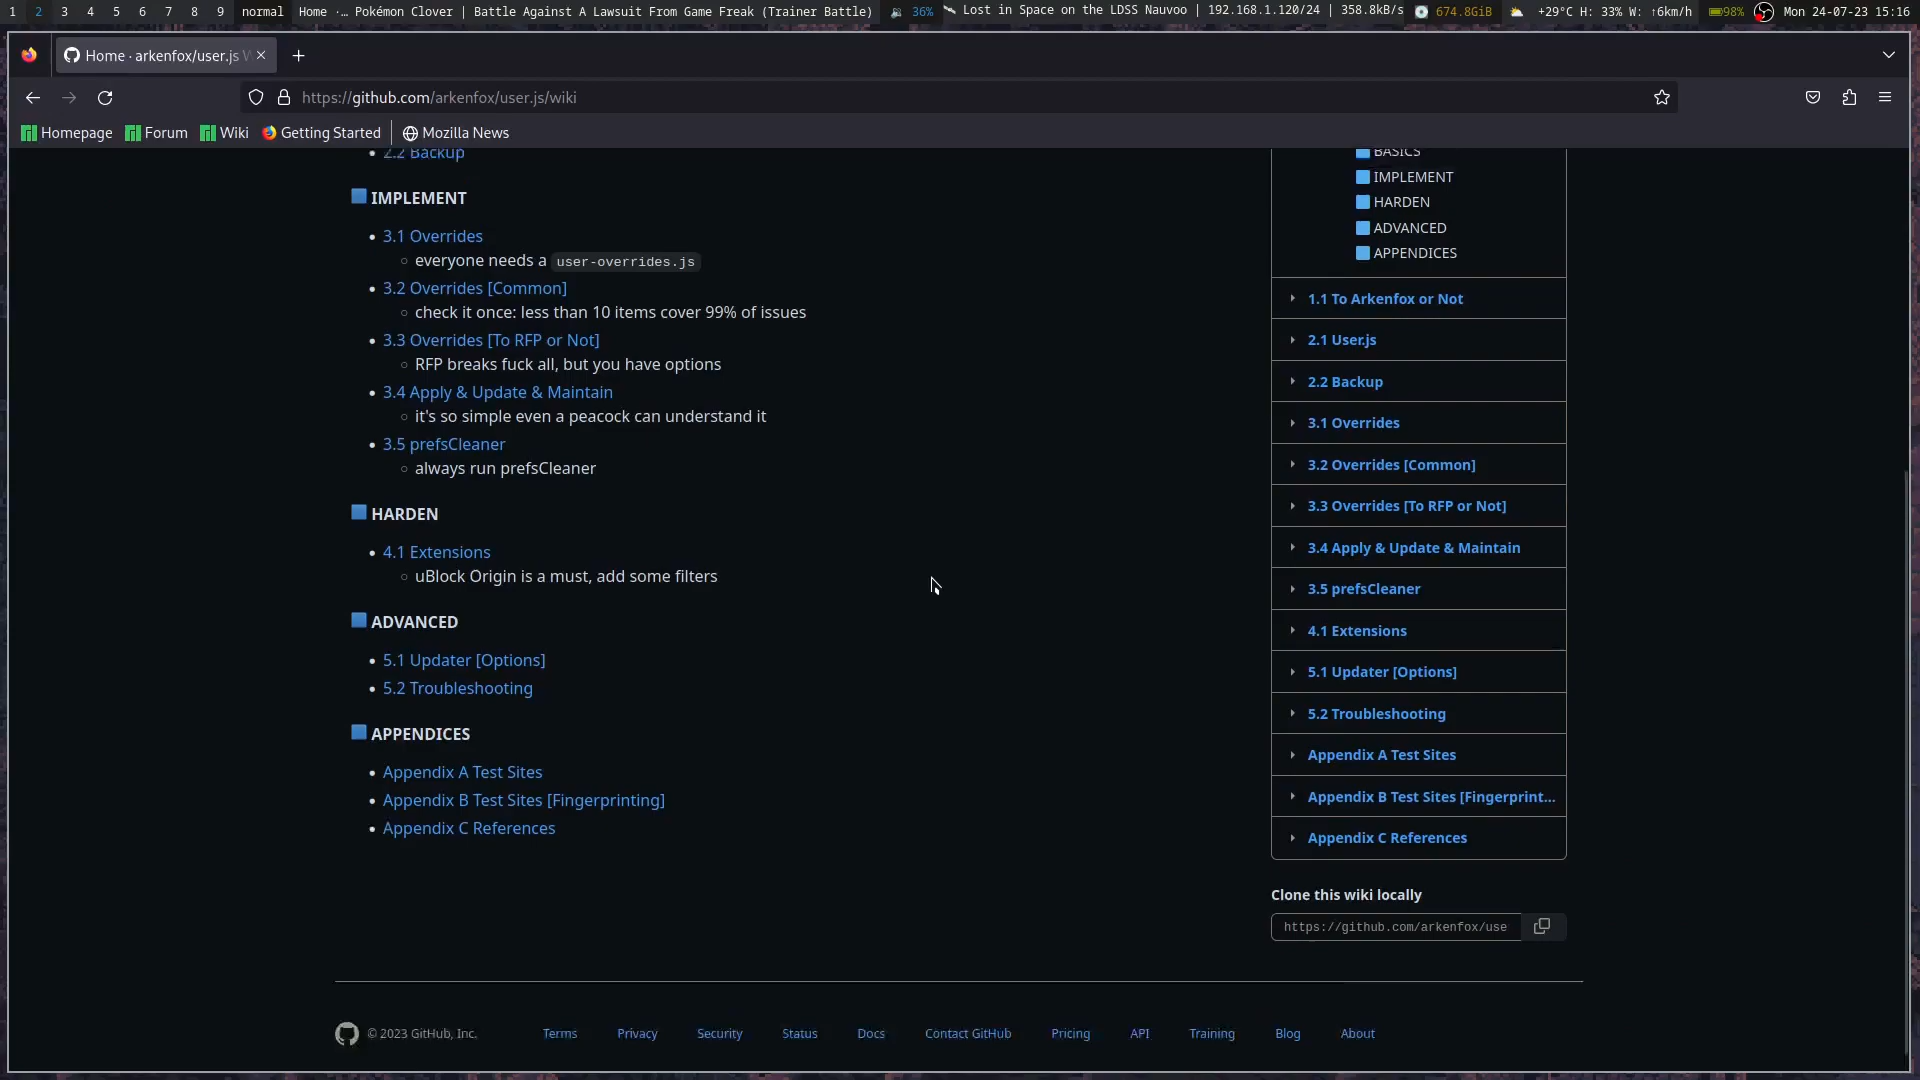 1 2 3 4 5 6 7 8 9 normal Home ·… Pokémon Clover | Battle Against A Lawsuit From Game Freak (Trainer Battle) 36% Lost in Space on the LDSS Nauvoo | 192.168.1.120/24 | 358.8kB/s 674.8GiB +29°C H: 33% W: ↑6km/h 98% Mon 24-07-23 15:16
Home · arkenfox/user.js W
https://github.com/arkenfox/user.js/wiki
Homepage Forum Wiki Getting Started Mozilla News
2.2 Backup
IMPLEMENT
3.1 Overrides
everyone needs a user-overrides.js
3.2 Overrides [Common]
check it once: less than 10 items cover 99% of issues
3.3 Overrides [To RFP or Not]
RFP breaks fuck all, but you have options
3.4 Apply & Update & Maintain
it's so simple even a peacock can understand it
3.5 prefsCleaner
always run prefsCleaner
HARDEN
4.1 Extensions
uBlock Origin is a must, add some filters
ADVANCED
5.1 Updater [Options]
5.2 Troubleshooting
APPENDICES
Appendix A Test Sites
Appendix B Test Sites [Fingerprinting]
Appendix C References
BASICS
IMPLEMENT
HARDEN
ADVANCED
APPENDICES
1.1 To Arkenfox or Not
2.1 User.js
2.2 Backup
3.1 Overrides
3.2 Overrides [Common]
3.3 Overrides [To RFP or Not]
3.4 Apply & Update & Maintain
3.5 prefsCleaner
4.1 Extensions
5.1 Updater [Options]
5.2 Troubleshooting
Appendix A Test Sites
Appendix B Test Sites [Fingerprint...
Appendix C References
Clone this wiki locally
https://github.com/arkenfox/use
© 2023 GitHub, Inc. Terms Privacy Security Status Docs Contact GitHub Pricing API Training Blog About